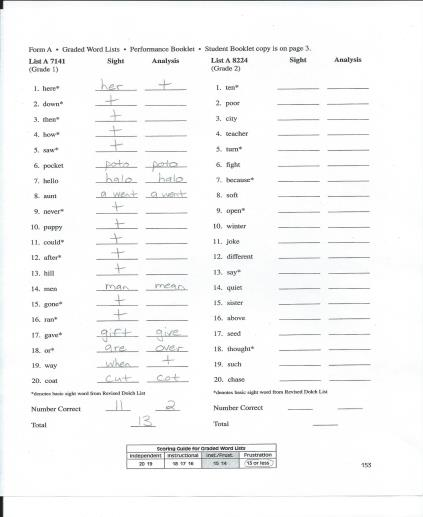 Form A • Graded Word Lists • Performance Booklet • Student Booklet copy is on page 3.
List A 7141 Sight Analysis List A 8224 Sight Analysis
(Grade 1) (Grade 2)
1. here* her + 1. ten*
2. down* + 2. poor
3. then* + 3. city
4. how* + 4. teacher
5. saw* + 5. turn*
6. pocket poto poto 6. fight
7. hello halo halo 7. because*
8. aunt a went a went 8. soft
9. never* + 9. open*
10. puppy + 10. winter
11. could* + 11. joke
12. after* + 12. different
13. hill + 13. say*
14. men man mean 14. quiet
15. gone* + 15. sister
16. ran* + 16. above
17. gave* gift give 17. seed
18. or* are over 18. thought*
19. way when + 19. such
20. coat cut cot 20. chase
*denotes basic sight word from Revised Dolch List *denotes basic sight word from Revised Dolch List
Number Correct 11 2 Number Correct
Total 13 Total
Scoring Guide for Graded Word Lists
Independent Instructional Inst./Frust. Frustration
20 19 18 17 16 15 14 13 or less
153